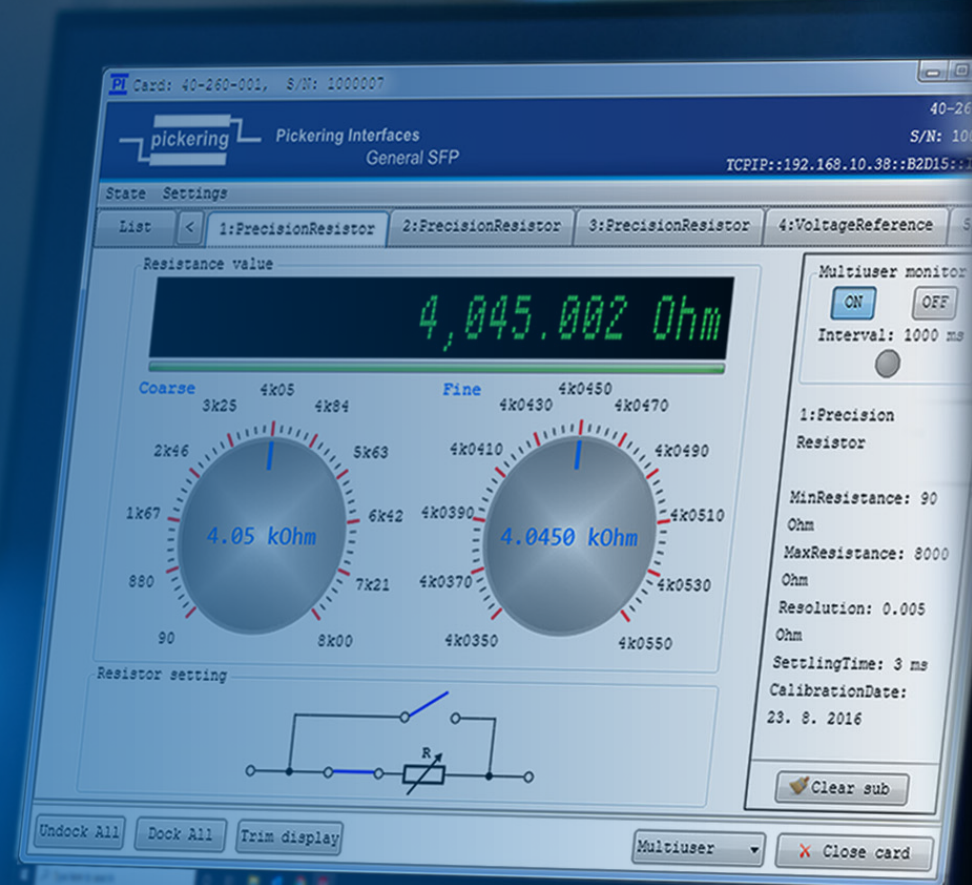 PI Card: 40-260-001, S/N: 1000007
pickering Pickering Interfaces
General SFP
40-26
S/N: 100
TCPIP::192.168.10.38::B2D15::
State Settings
List < 1:PrecisionResistor 2:PrecisionResistor 3:PrecisionResistor 4:VoltageReference
Resistance value
4,045.002 Ohm
Coarse
90
880
1k67
2k46
3k25
4k05
4k84
5k63
6k42
7k21
8k00
4.05 kOhm
Fine
4k0350
4k0370
4k0390
4k0410
4k0430
4k0450
4k0470
4k0490
4k0510
4k0530
4k0550
4.0450 kOhm
Resistor setting
R
Multiuser monitor
ON OFF
Interval: 1000 ms
1:Precision
Resistor
MinResistance: 90
Ohm
MaxResistance: 8000
Ohm
Resolution: 0.005
Ohm
SettlingTime: 3 ms
CalibrationDate:
23. 8. 2016
Clear sub
Undock All Dock All Trim display Multiuser Close card